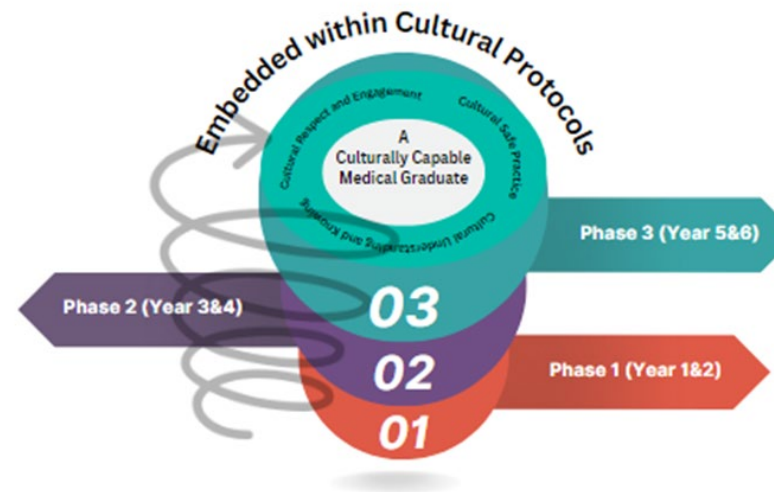 Embedded within Cultural Protocols
Cultural Respect and Engagement
Cultural Safe Practice
Cultural Understanding and Knowing
A
Culturally Capable
Medical Graduate
Phase 3 (Year 5&6)
03
Phase 2 (Year 3&4)
02
Phase 1 (Year 1&2)
01